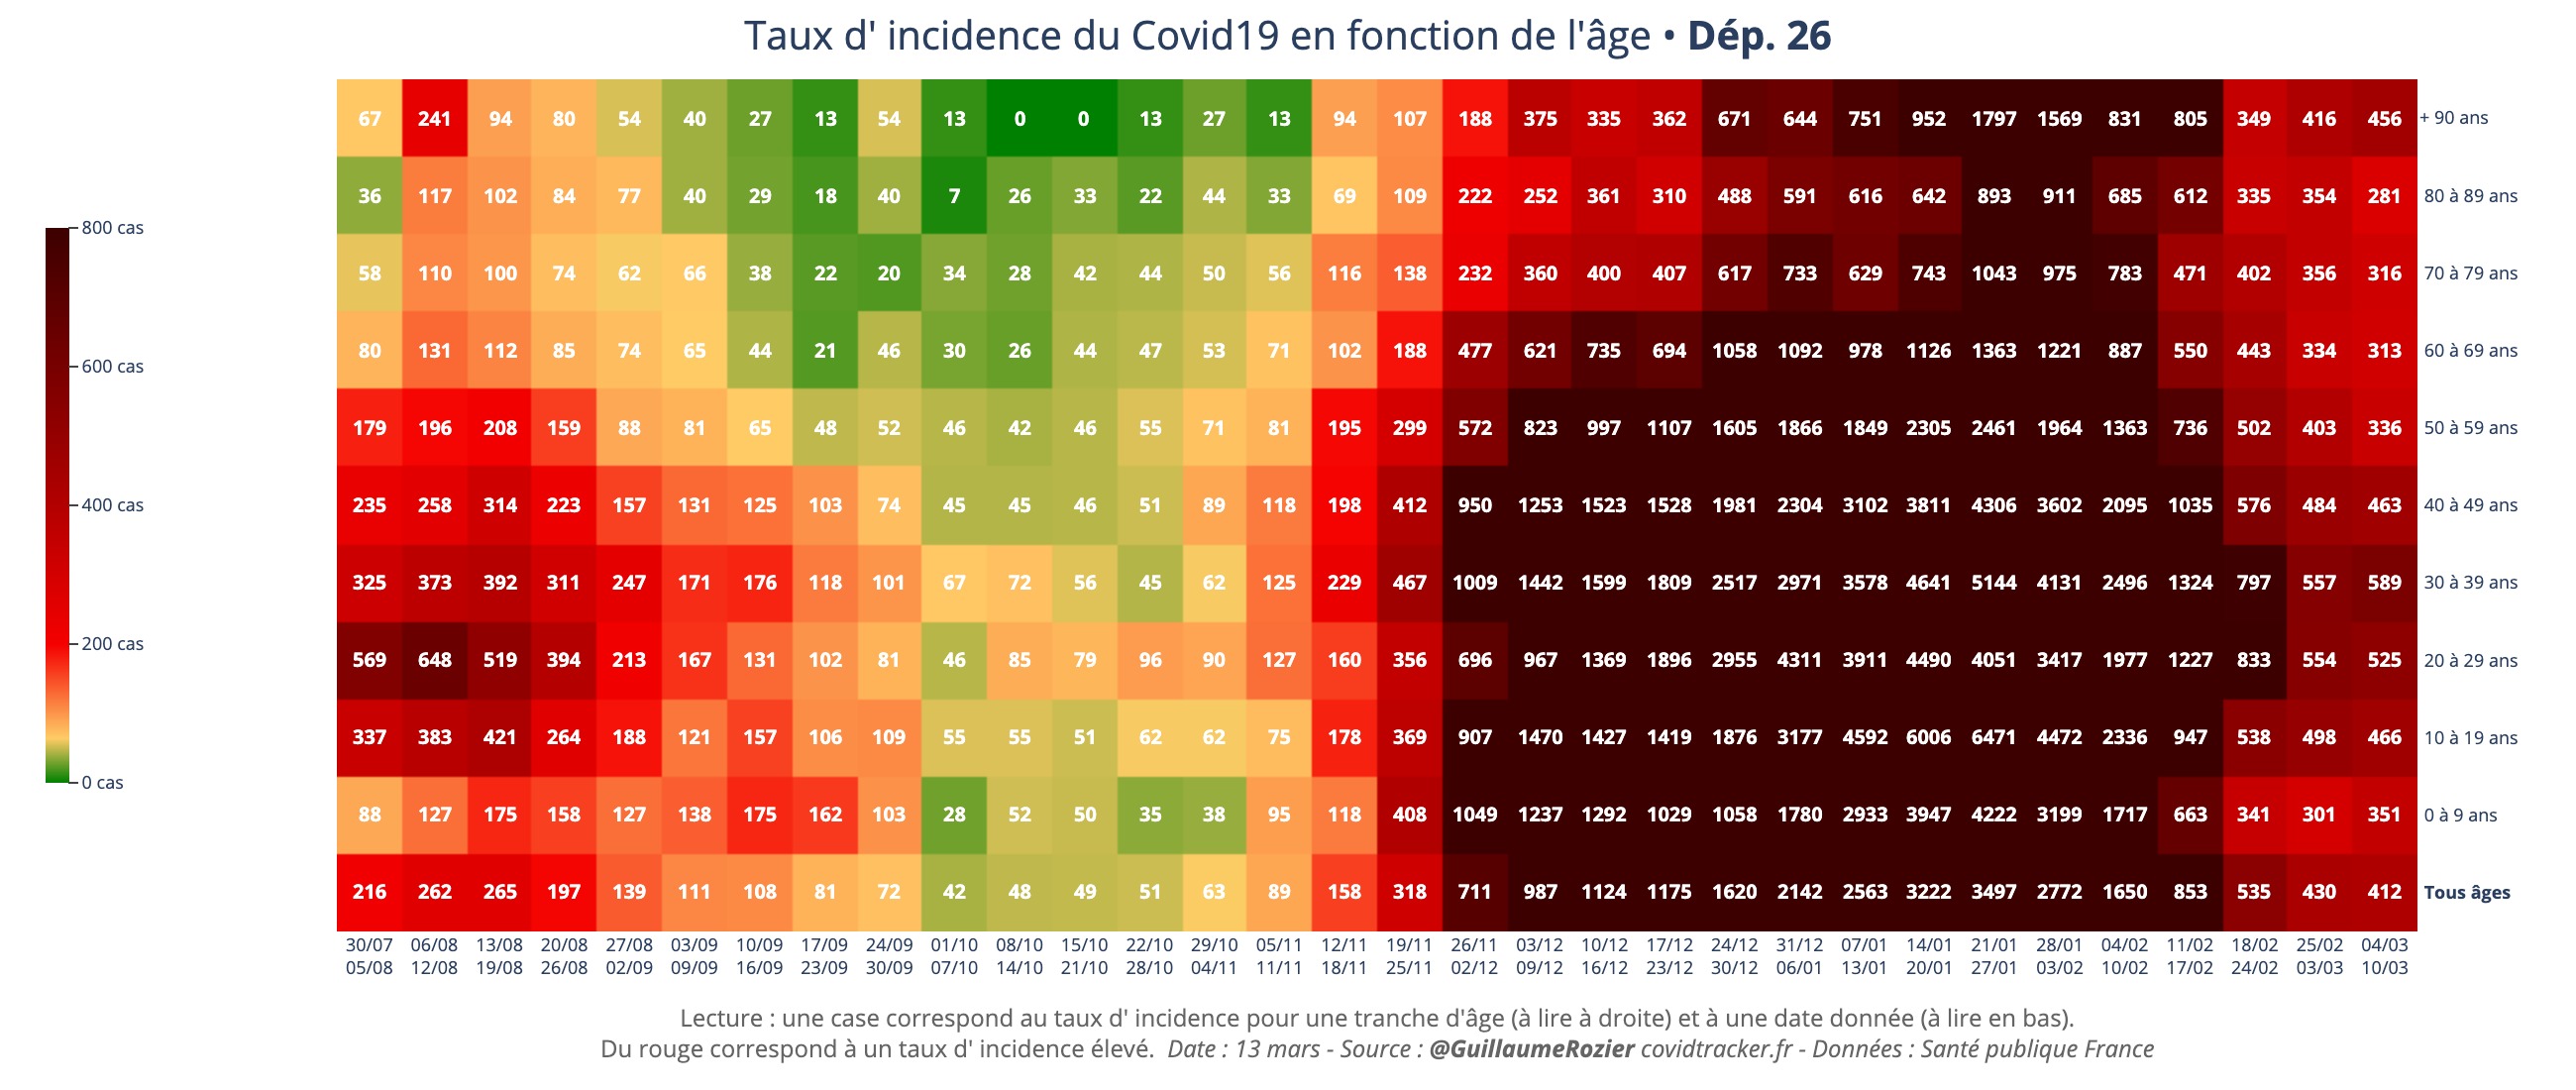 Taux d' incidence du Covid19 en fonction de l'âge • Dép. 26
67 241 94 80 54 40 27 13 54 13 0 0 13 27 13 94 107 188 375 335 362 671 644 751 952 1797 1569 831 805 349 416 456 + 90 ans
36 117 102 84 77 40 29 18 40 7 26 33 22 44 33 69 109 222 252 361 310 488 591 616 642 893 911 685 612 335 354 281 80 à 89 ans
58 110 100 74 62 66 38 22 20 34 28 42 44 50 56 116 138 232 360 400 407 617 733 629 743 1043 975 783 471 402 356 316 70 à 79 ans
80 131 112 85 74 65 44 21 46 30 26 44 47 53 71 102 188 477 621 735 694 1058 1092 978 1126 1363 1221 887 550 443 334 313 60 à 69 ans
179 196 208 159 88 81 65 48 52 46 42 46 55 71 81 195 299 572 823 997 1107 1605 1866 1849 2305 2461 1964 1363 736 502 403 336 50 à 59 ans
235 258 314 223 157 131 125 103 74 45 45 46 51 89 118 198 412 950 1253 1523 1528 1981 2304 3102 3811 4306 3602 2095 1035 576 484 463 40 à 49 ans
325 373 392 311 247 171 176 118 101 67 72 56 45 62 125 229 467 1009 1442 1599 1809 2517 2971 3578 4641 5144 4131 2496 1324 797 557 589 30 à 39 ans
569 648 519 394 213 167 131 102 81 46 85 79 96 90 127 160 356 696 967 1369 1896 2955 4311 3911 4490 4051 3417 1977 1227 833 554 525 20 à 29 ans
337 383 421 264 188 121 157 106 109 55 55 51 62 62 75 178 369 907 1470 1427 1419 1876 3177 4592 6006 6471 4472 2336 947 538 498 466 10 à 19 ans
88 127 175 158 127 138 175 162 103 28 52 50 35 38 95 118 408 1049 1237 1292 1029 1058 1780 2933 3947 4222 3199 1717 663 341 301 351 0 à 9 ans
216 262 265 197 139 111 108 81 72 42 48 49 51 63 89 158 318 711 987 1124 1175 1620 2142 2563 3222 3497 2772 1650 853 535 430 412 Tous âges
30/07 06/08 13/08 20/08 27/08 03/09 10/09 17/09 24/09 01/10 08/10 15/10 22/10 29/10 05/11 12/11 19/11 26/11 03/12 10/12 17/12 24/12 31/12 07/01 14/01 21/01 28/01 04/02 11/02 18/02 25/02 04/03
05/08 12/08 19/08 26/08 02/09 09/09 16/09 23/09 30/09 07/10 14/10 21/10 28/10 04/11 11/11 18/11 25/11 02/12 09/12 16/12 23/12 30/12 06/01 13/01 20/01 27/01 03/02 10/02 17/02 24/02 03/03 10/03
800 cas
600 cas
400 cas
200 cas
0 cas
Lecture : une case correspond au taux d' incidence pour une tranche d'âge (à lire à droite) et à une date donnée (à lire en bas).
Du rouge correspond à un taux d' incidence élevé. Date : 13 mars - Source : @GuillaumeRozier covidtracker.fr - Données : Santé publique France